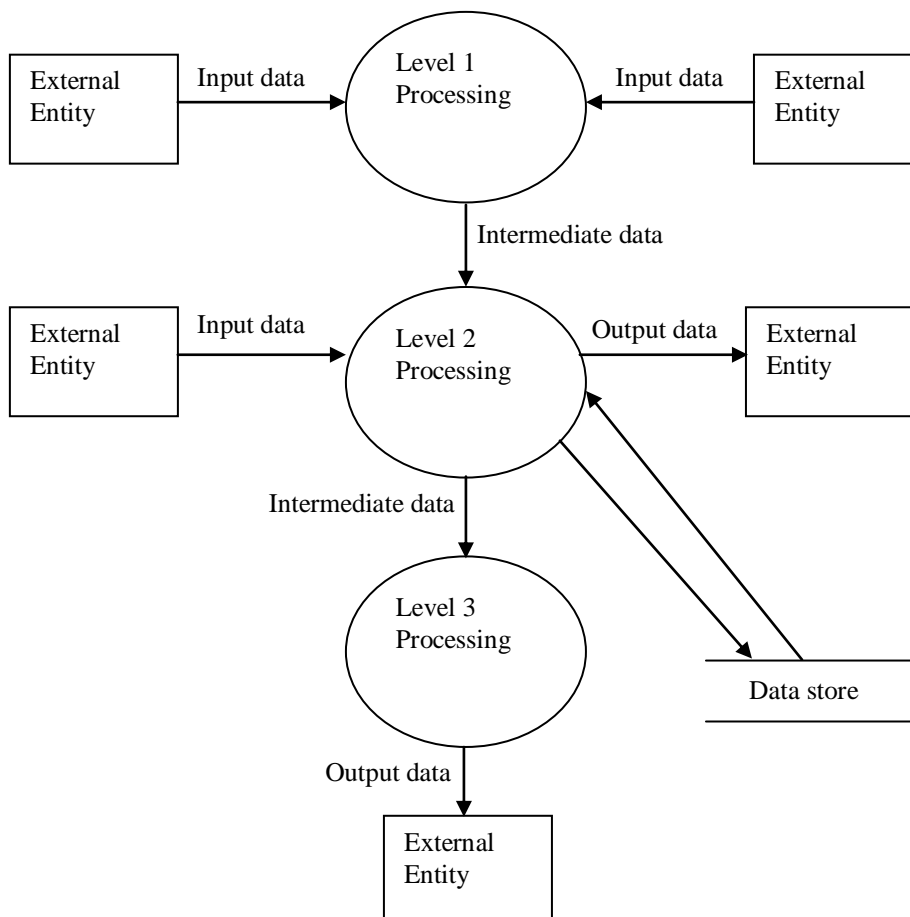 External
Entity
Input data
Level 1
Processing
Input data
External
Entity
Intermediate data
External
Entity
Input data
Level 2
Processing
Output data
External
Entity
Intermediate data
Level 3
Processing
Data store
Output data
External
Entity